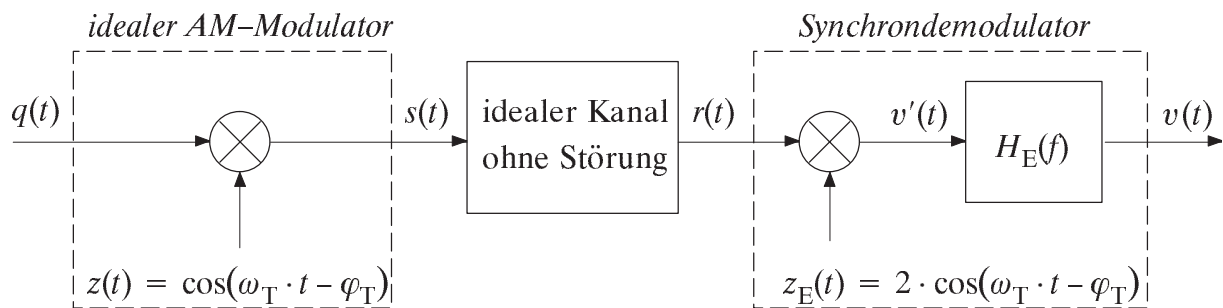 idealer AM–Modulator
Synchrondemodulator
q(t)
s(t)
idealer Kanal
ohne Störung
r(t)
v'(t)
H_E(f)
v(t)
z(t) = cos(ω_T · t – φ_T)
z_E(t) = 2 · cos(ω_T · t – φ_T)